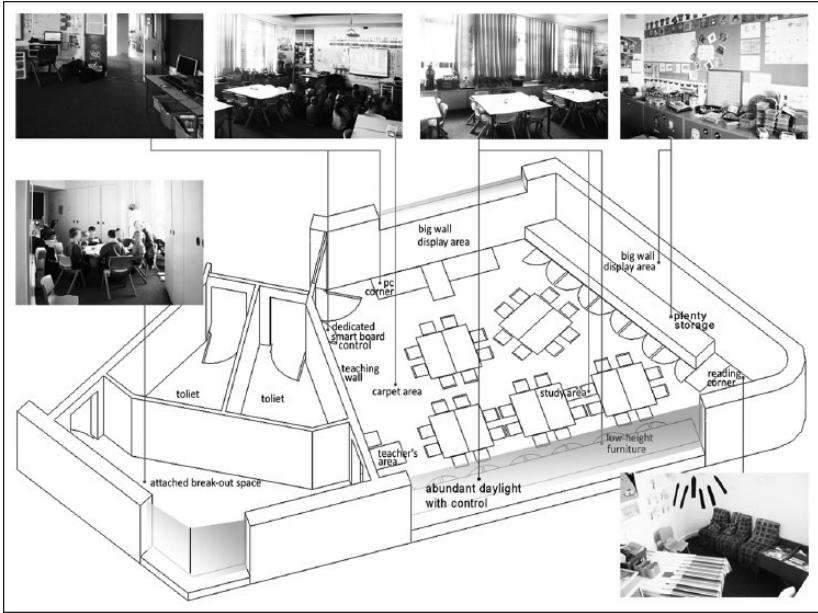 big wall
display area
big wall
display area
pc
corner
plenty
storage
dedicated
smart board
control
teaching
wall
reading
corner
toliet
toliet
carpet area
study area
low-height
furniture
teacher's
area
attached break-out space
abundant daylight
with control